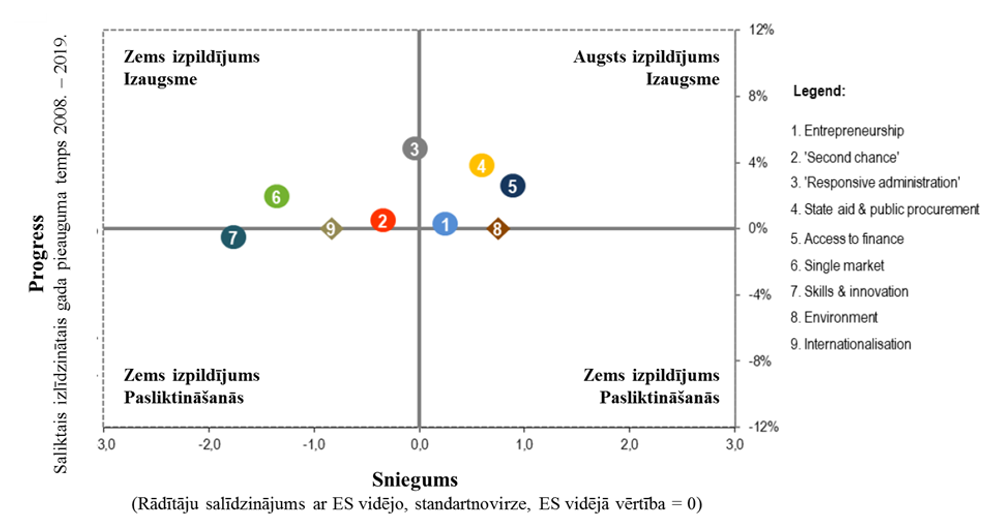 Zems izpildījums
Izaugsme
Augsts izpildījums
Izaugsme
12%
8%
4%
0%
-4%
-8%
-12%
3
4
5
6
2
1
7
9
8
Zems izpildījums
Pasliktināšanās
Zems izpildījums
Pasliktināšanās
3,0
-2,0
-1,0
0,0
1,0
2,0
3,0
Progress
Saliktais izlīdzinātais gada pieauguma temps 2008. – 2019.
Sniegums
(Rādītāju salīdzinājums ar ES vidējo, standartnovirze, ES vidējā vērtība = 0)
Legend:
1. Entrepreneurship
2. 'Second chance'
3. 'Responsive administration'
4. State aid & public procurement
5. Access to finance
6. Single market
7. Skills & innovation
8. Environment
9. Internationalisation